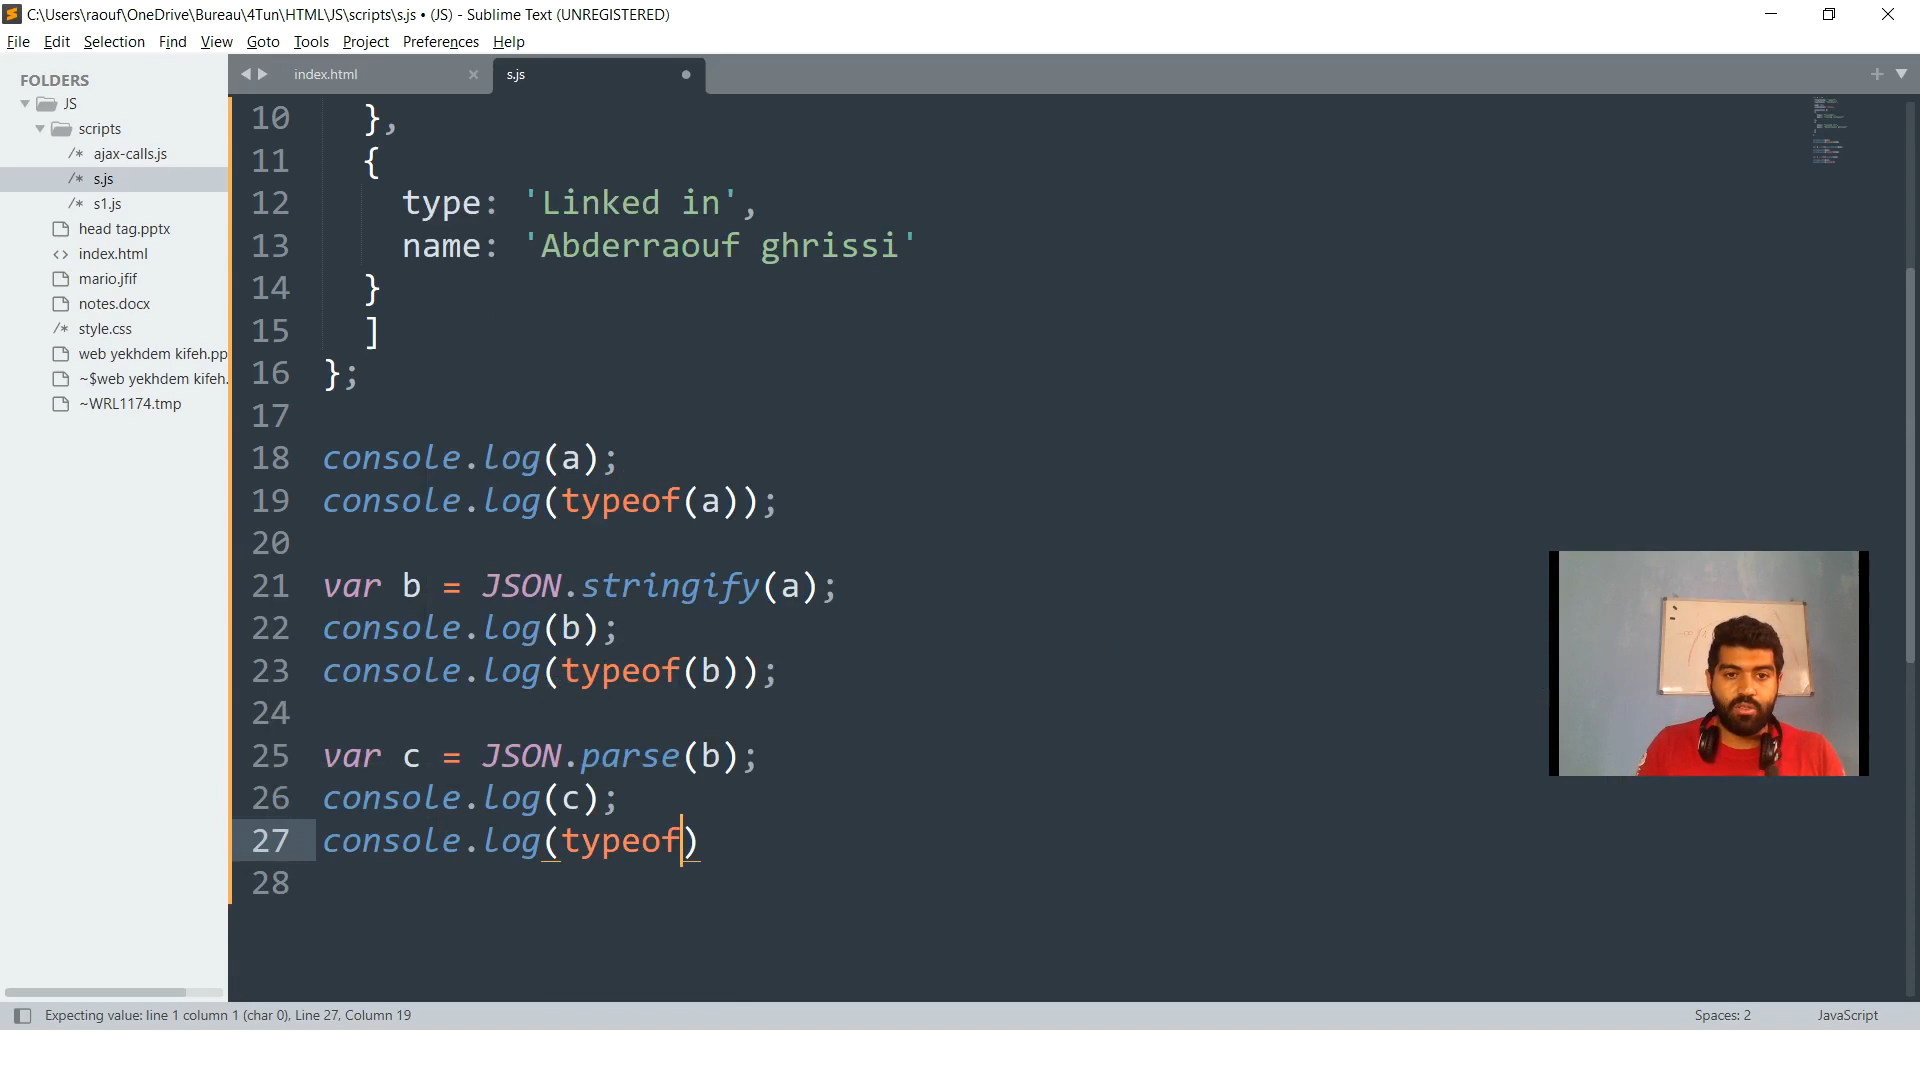 C:\Users\raouf\OneDrive\Bureau\4Tun\HTML\JS\scripts\s.js • (JS) - Sublime Text (UNREGISTERED)
File Edit Selection Find View Goto Tools Project Preferences Help
FOLDERS
JS
scripts
/* ajax-calls.js
/* s.js
/* s1.js
head tag.pptx
<> index.html
mario.jfif
notes.docx
/* style.css
web yekhdem kifeh.pp
~$web yekhdem kifeh.
~WRL1174.tmp
index.html
s.js
10 },
11 {
12 type: 'Linked in',
13 name: 'Abderraouf ghrissi'
14 }
15 ]
16 };
17
18 console.log(a);
19 console.log(typeof(a));
20
21 var b = JSON.stringify(a);
22 console.log(b);
23 console.log(typeof(b));
24
25 var c = JSON.parse(b);
26 console.log(c);
27 console.log(typeof)
28
Expecting value: line 1 column 1 (char 0), Line 27, Column 19
Spaces: 2
JavaScript